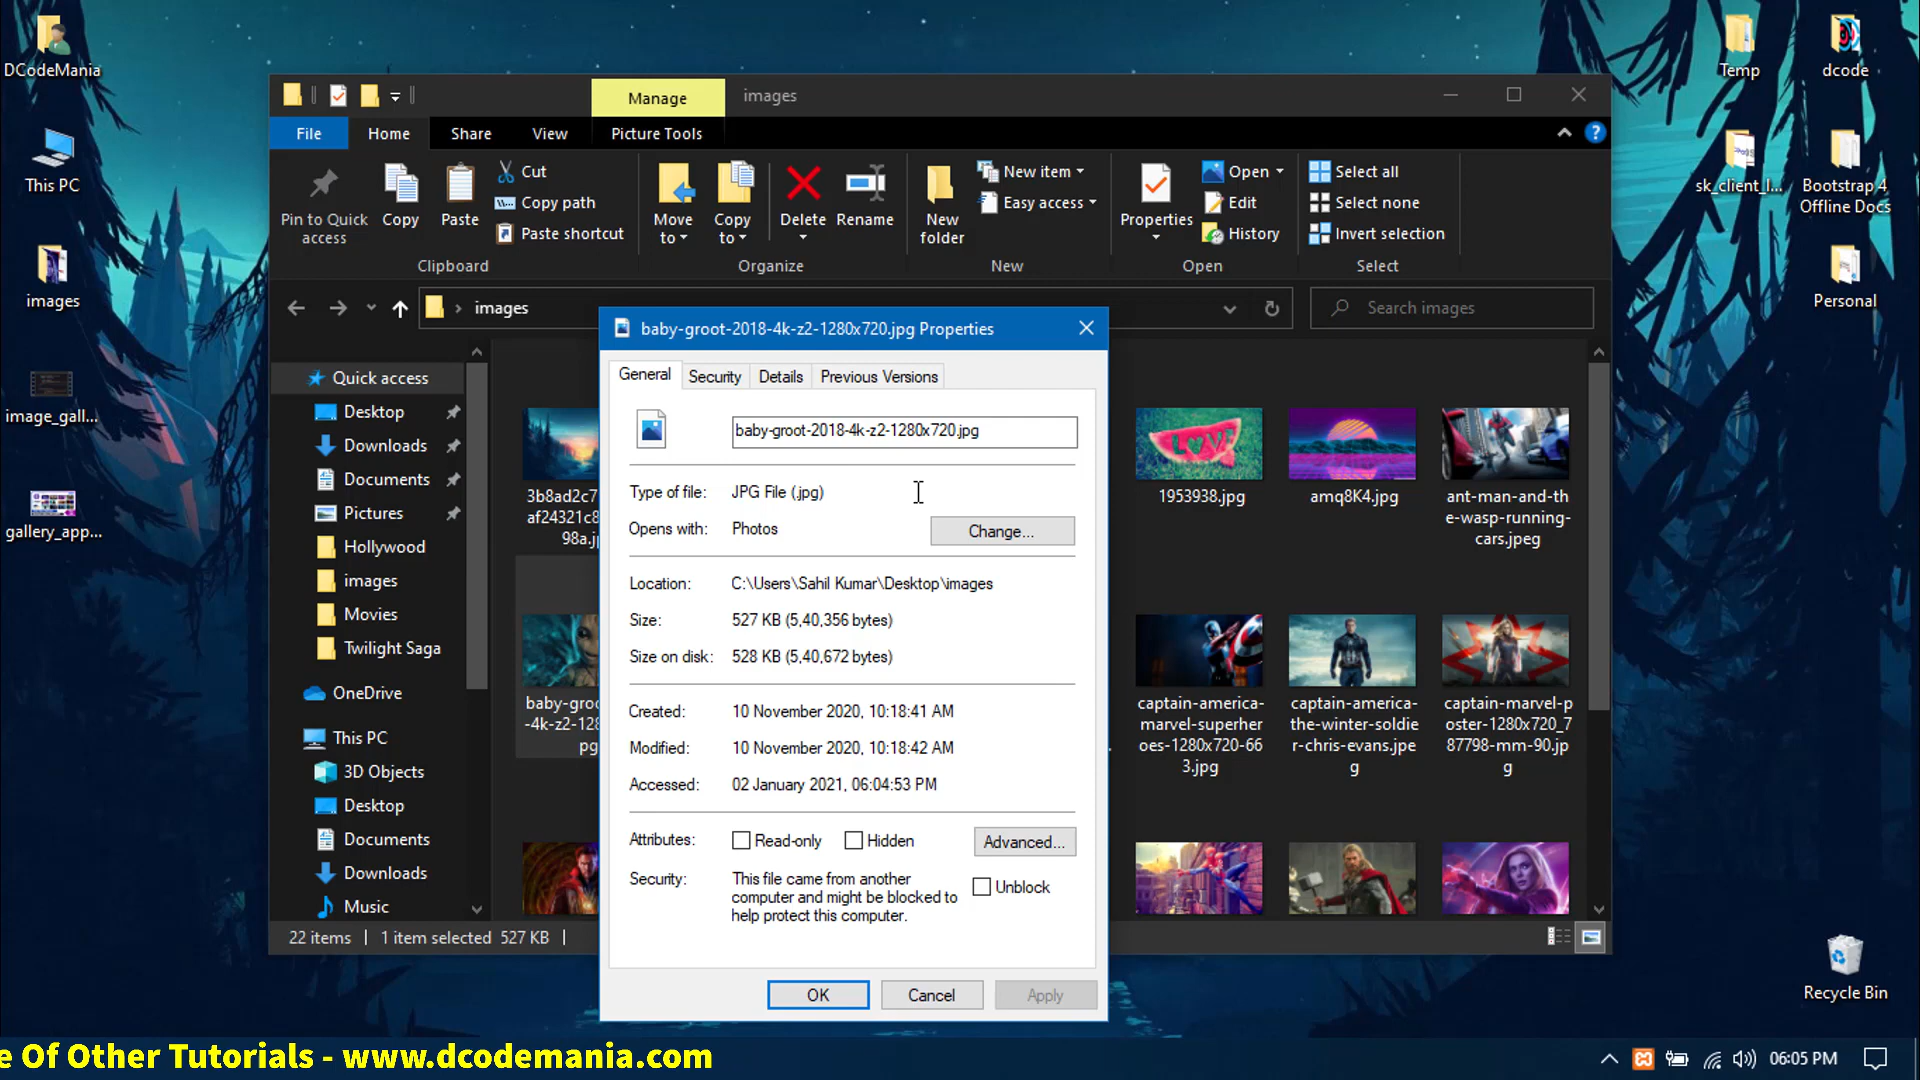 DCodeMania
This PC
images
image_gall...
gallery_app...
Temp
dcode
sk_client_l...
Bootstrap 4
Offline Docs
Personal
Recycle Bin
Manage
images
File
Home
Share
View
Picture Tools
Pin to Quick
access
Copy
Paste
Cut
Copy path
Paste shortcut
Clipboard
Move
to
Copy
to
Delete
Rename
Organize
New
folder
New item
Easy access
New
Properties
Open
Edit
History
Open
Select all
Select none
Invert selection
Select
images
Search images
Quick access
Desktop
Downloads
Documents
Pictures
Hollywood
images
Movies
Twilight Saga
OneDrive
This PC
3D Objects
Desktop
Documents
Downloads
Music
3b8ad2c7
af24321c8
98a.j
baby-groo
-4k-z2-128
pg
1953938.jpg
amq8K4.jpg
ant-man-and-th
e-wasp-running-
cars.jpeg
captain-america-
marvel-superher
oes-1280x720-66
3.jpg
captain-america-
the-winter-soldie
r-chris-evans.jpe
g
captain-marvel-p
oster-1280x720_7
87798-mm-90.jp
g
baby-groot-2018-4k-z2-1280x720.jpg Properties
General
Security
Details
Previous Versions
baby-groot-2018-4k-z2-1280x720.jpg
Type of file: JPG File (.jpg)
Opens with: Photos
Change...
Location: C:\Users\Sahil Kumar\Desktop\images
Size: 527 KB (5,40,356 bytes)
Size on disk: 528 KB (5,40,672 bytes)
Created: 10 November 2020, 10:18:41 AM
Modified: 10 November 2020, 10:18:42 AM
Accessed: 02 January 2021, 06:04:53 PM
Attributes: Read-only Hidden Advanced...
Security: This file came from another
computer and might be blocked to
help protect this computer.
Unblock
OK
Cancel
Apply
22 items
1 item selected 527 KB
e Of Other Tutorials - www.dcodemania.com
06:05 PM